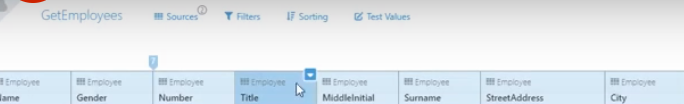 GetEmployees Sources Filters Sorting Test Values
Employee Employee Employee Employee Employee Employee Employee Employee
Gender Number Title MiddleInitial Surname StreetAddress City